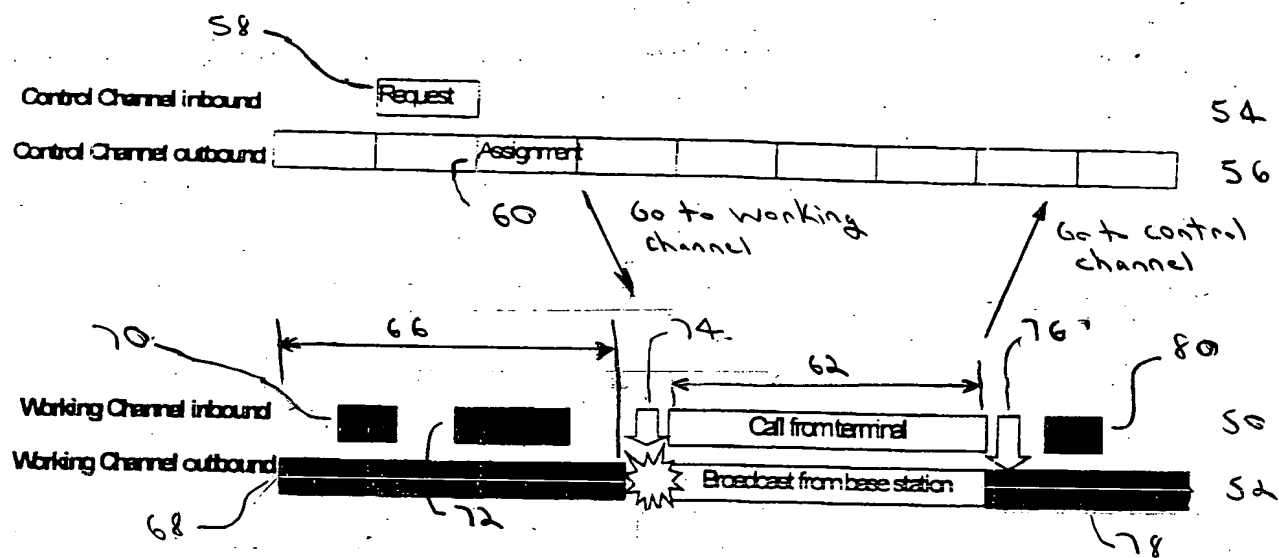 58
Control Channel inbound
Request
54
Control Channel outbound
Assignment
56
60
Go to working
channel
Go to control
channel
70
66
74
62
76
80
Working Channel inbound
Call from terminal
50
Working Channel outbound
Broadcast from base station
52
68
72
78